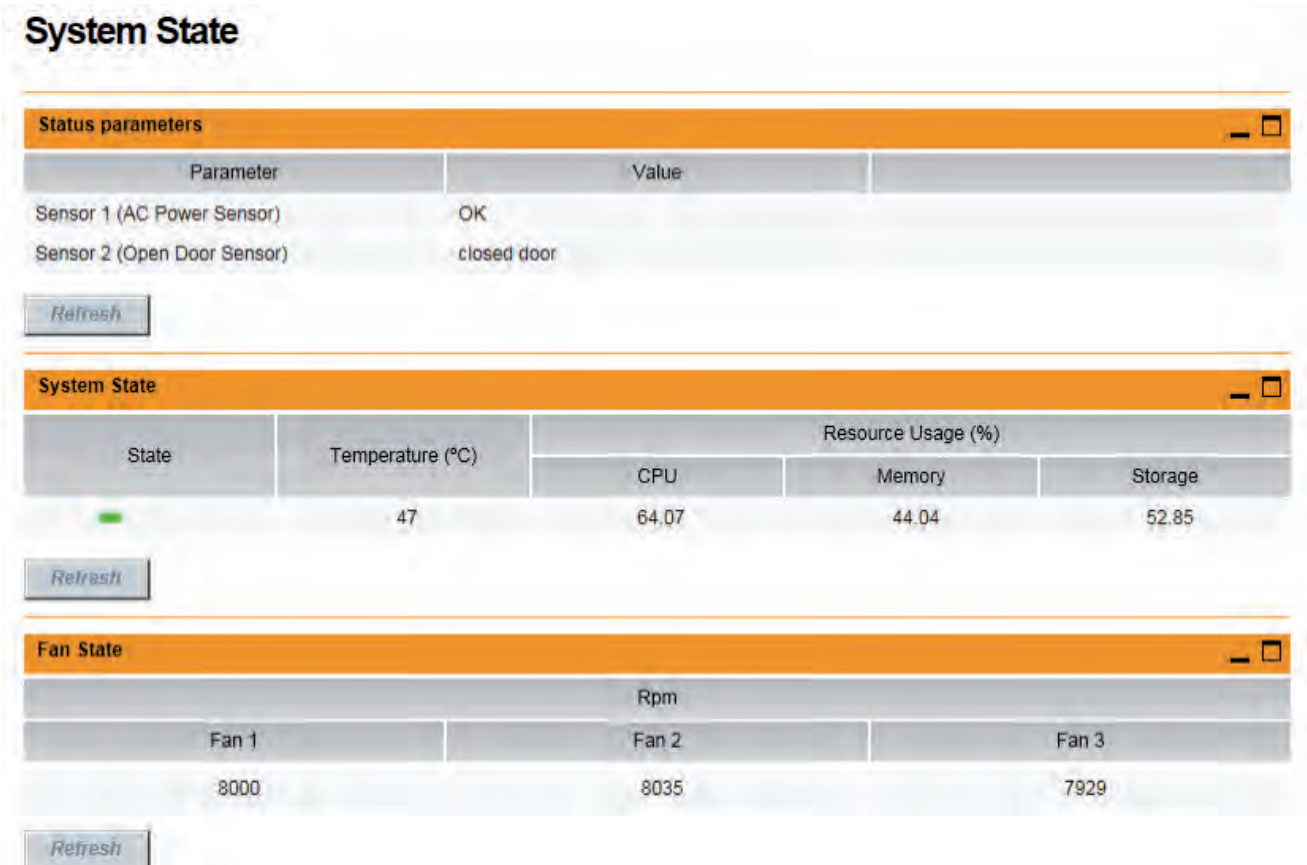 System State
Status parameters
Parameter Value
Sensor 1 (AC Power Sensor) OK
Sensor 2 (Open Door Sensor) closed door
Refresh
System State
State Temperature (ºC) Resource Usage (%)
CPU Memory Storage
47 64.07 44.04 52.85
Refresh
Fan State
Rpm
Fan 1 Fan 2 Fan 3
8000 8035 7929
Refresh